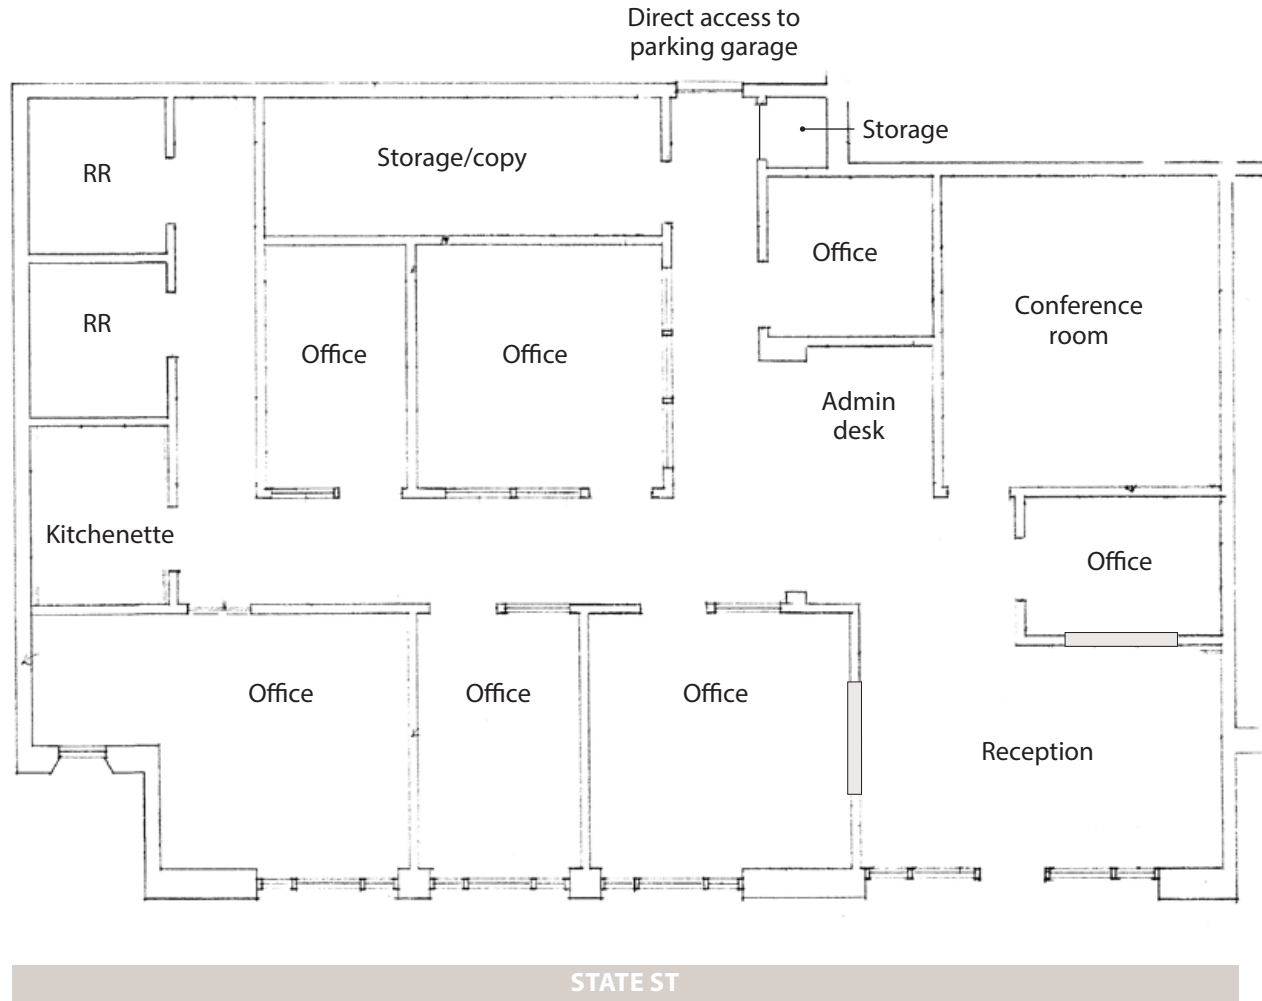 Direct access to
parking garage
Storage
Storage/copy
RR
Office
Conference
room
RR
Office
Office
Admin
desk
Kitchenette
Office
Office
Office
Office
Reception
STATE ST